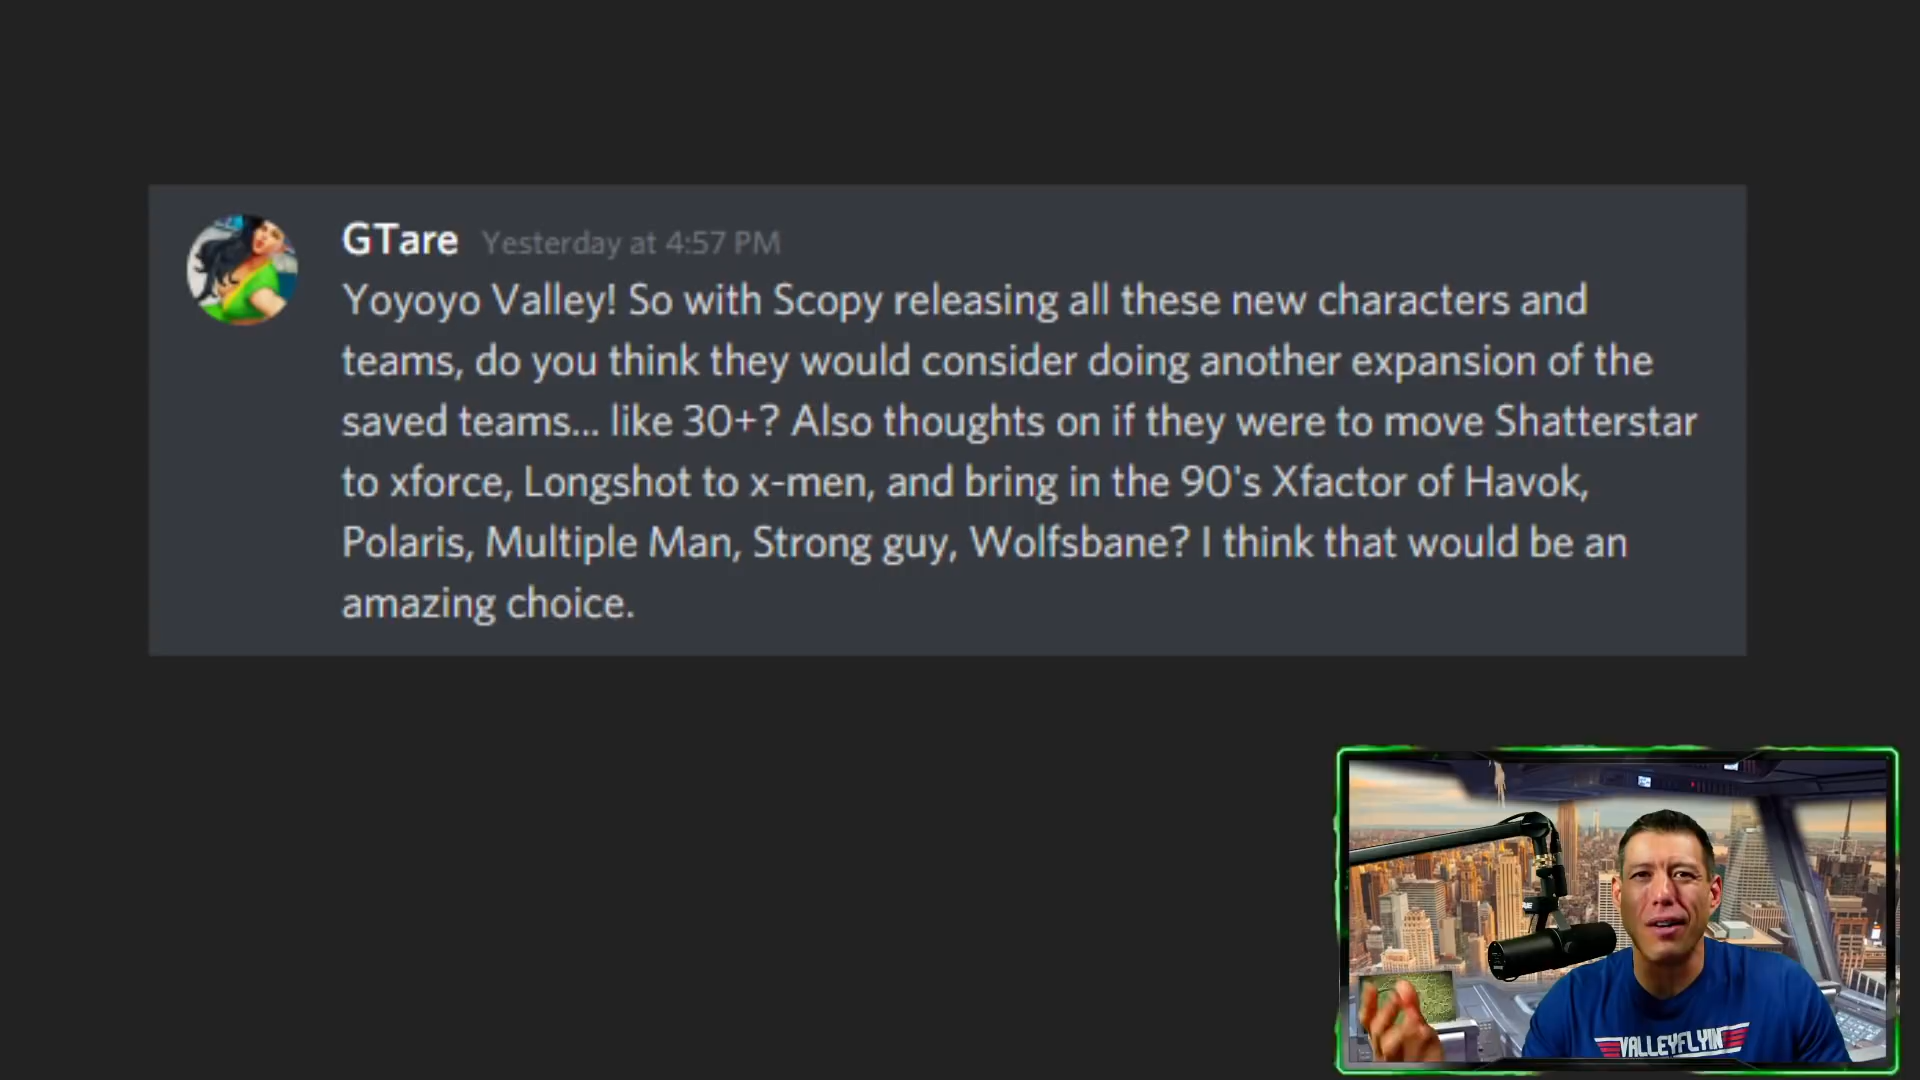 GTare Yesterday at 4:57 PM
Yoyoyo Valley! So with Scopy releasing all these new characters and
teams, do you think they would consider doing another expansion of the
saved teams... like 30+? Also thoughts on if they were to move Shatterstar
to xforce, Longshot to x-men, and bring in the 90's Xfactor of Havok,
Polaris, Multiple Man, Strong guy, Wolfsbane? I think that would be an
amazing choice.
VALLEYFLYIN